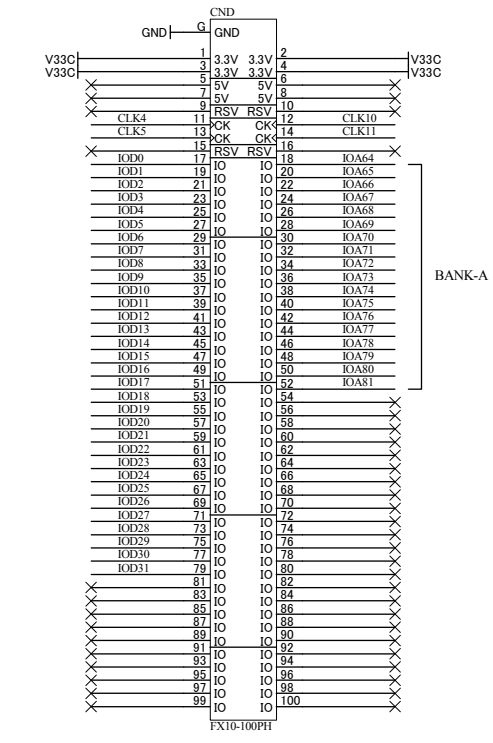 CND
GND G GND
V33C 1 3.3V 3.3V 2 V33C
V33C 3 3.3V 3.3V 4 V33C
5 5V 5V 6
7 5V 5V 8
9 RSV RSV 10
CLK4 11 CK CK 12 CLK10
CLK5 13 CK CK 14 CLK11
15 RSV RSV 16
IOD0 17 IO IO 18 IOA64
IOD1 19 IO IO 20 IOA65
IOD2 21 IO IO 22 IOA66
IOD3 23 IO IO 24 IOA67
IOD4 25 IO IO 26 IOA68
IOD5 27 IO IO 28 IOA69
IOD6 29 IO IO 30 IOA70
IOD7 31 IO IO 32 IOA71
IOD8 33 IO IO 34 IOA72
IOD9 35 IO IO 36 IOA73 BANK-A
IOD10 37 IO IO 38 IOA74
IOD11 39 IO IO 40 IOA75
IOD12 41 IO IO 42 IOA76
IOD13 43 IO IO 44 IOA77
IOD14 45 IO IO 46 IOA78
IOD15 47 IO IO 48 IOA79
IOD16 49 IO IO 50 IOA80
IOD17 51 IO IO 52 IOA81
IOD18 53 IO IO 54
IOD19 55 IO IO 56
IOD20 57 IO IO 58
IOD21 59 IO IO 60
IOD22 61 IO IO 62
IOD23 63 IO IO 64
IOD24 65 IO IO 66
IOD25 67 IO IO 68
IOD26 69 IO IO 70
IOD27 71 IO IO 72
IOD28 73 IO IO 74
IOD29 75 IO IO 76
IOD30 77 IO IO 78
IOD31 79 IO IO 80
81 IO IO 82
83 IO IO 84
85 IO IO 86
87 IO IO 88
89 IO IO 90
91 IO IO 92
93 IO IO 94
95 IO IO 96
97 IO IO 98
99 IO IO 100
FX10-100PH